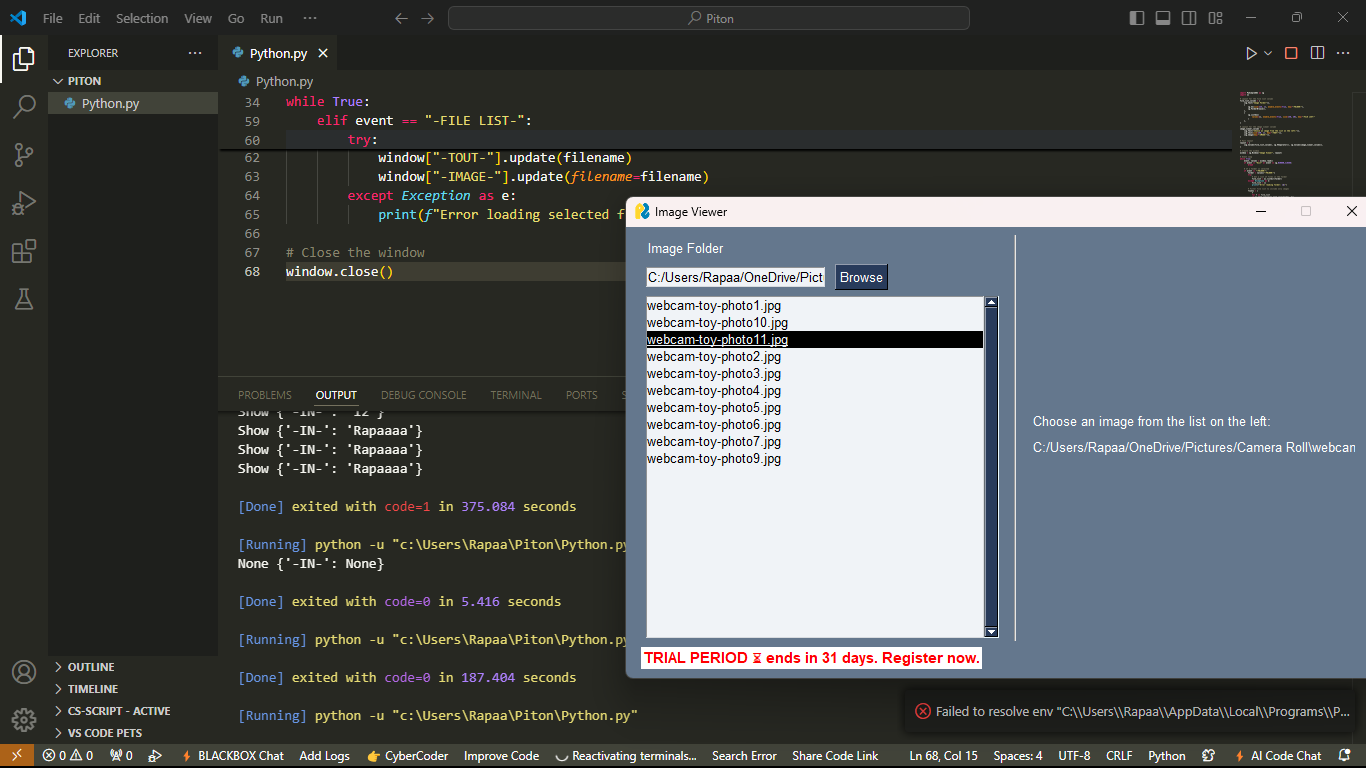 File Edit Selection View Go Run ··· Piton
EXPLORER ···
PITON
Python.py
OUTLINE
TIMELINE
CS-SCRIPT - ACTIVE
VS CODE PETS
Python.py
Python.py
34 while True:
59 elif event == "-FILE LIST-":
60 try:
62 window["-TOUT-"].update(filename)
63 window["-IMAGE-"].update(filename=filename)
64 except Exception as e:
65 print(f"Error loading selected f
66
67 # Close the window
68 window.close()
PROBLEMS OUTPUT DEBUG CONSOLE TERMINAL PORTS
Show {'-IN-': '12'}
Show {'-IN-': 'Rapaaaa'}
Show {'-IN-': 'Rapaaaa'}
Show {'-IN-': 'Rapaaaa'}
[Done] exited with code=1 in 375.084 seconds
[Running] python -u "c:\Users\Rapaa\Piton\Python.py
None {'-IN-': None}
[Done] exited with code=0 in 5.416 seconds
[Running] python -u "c:\Users\Rapaa\Piton\Python.py
[Done] exited with code=0 in 187.404 seconds
[Running] python -u "c:\Users\Rapaa\Piton\Python.py"
Image Viewer
Image Folder
C:/Users/Rapaa/OneDrive/Pict Browse
webcam-toy-photo1.jpg
webcam-toy-photo10.jpg
webcam-toy-photo11.jpg
webcam-toy-photo2.jpg
webcam-toy-photo3.jpg
webcam-toy-photo4.jpg
webcam-toy-photo5.jpg
webcam-toy-photo6.jpg
webcam-toy-photo7.jpg
webcam-toy-photo9.jpg
TRIAL PERIOD ⌛ ends in 31 days. Register now.
Choose an image from the list on the left:
C:/Users/Rapaa/OneDrive/Pictures/Camera Roll\webcam
Failed to resolve env "C:\\Users\\Rapaa\\AppData\\Local\\Programs\\P...
0 0 0 BLACKBOX Chat Add Logs CyberCoder Improve Code Reactivating terminals... Search Error Share Code Link Ln 68, Col 15 Spaces: 4 UTF-8 CRLF Python AI Code Chat